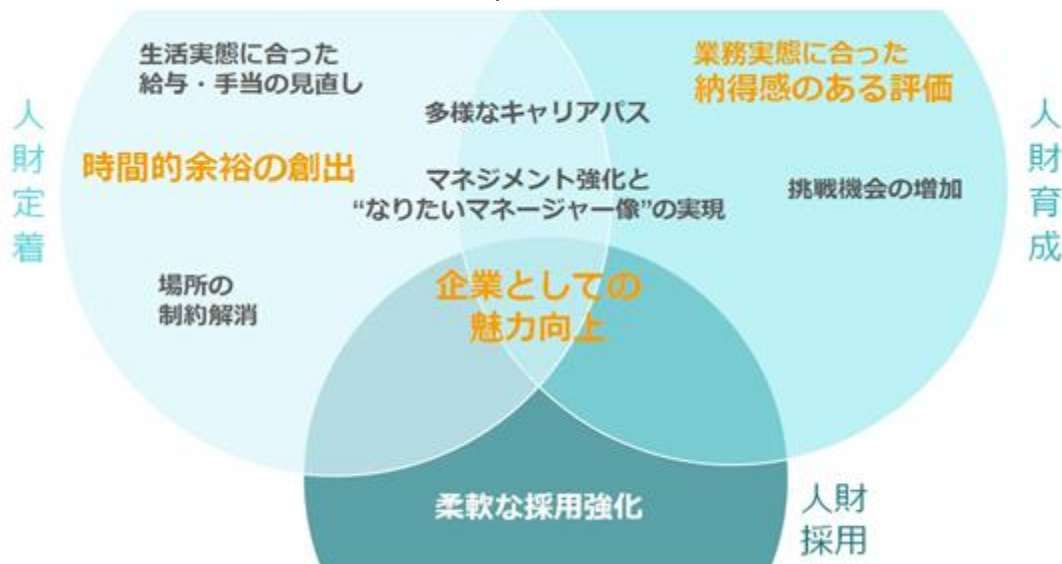 生活実態に合った
給与・手当の見直し
業務実態に合った
納得感のある評価
多様なキャリアパス
人財定着
時間的余裕の創出
マネジメント強化と
“なりたいマネージャー像”の実現
挑戦機会の増加
人財育成
場所の
制約解消
企業としての
魅力向上
柔軟な採用強化
人財
採用